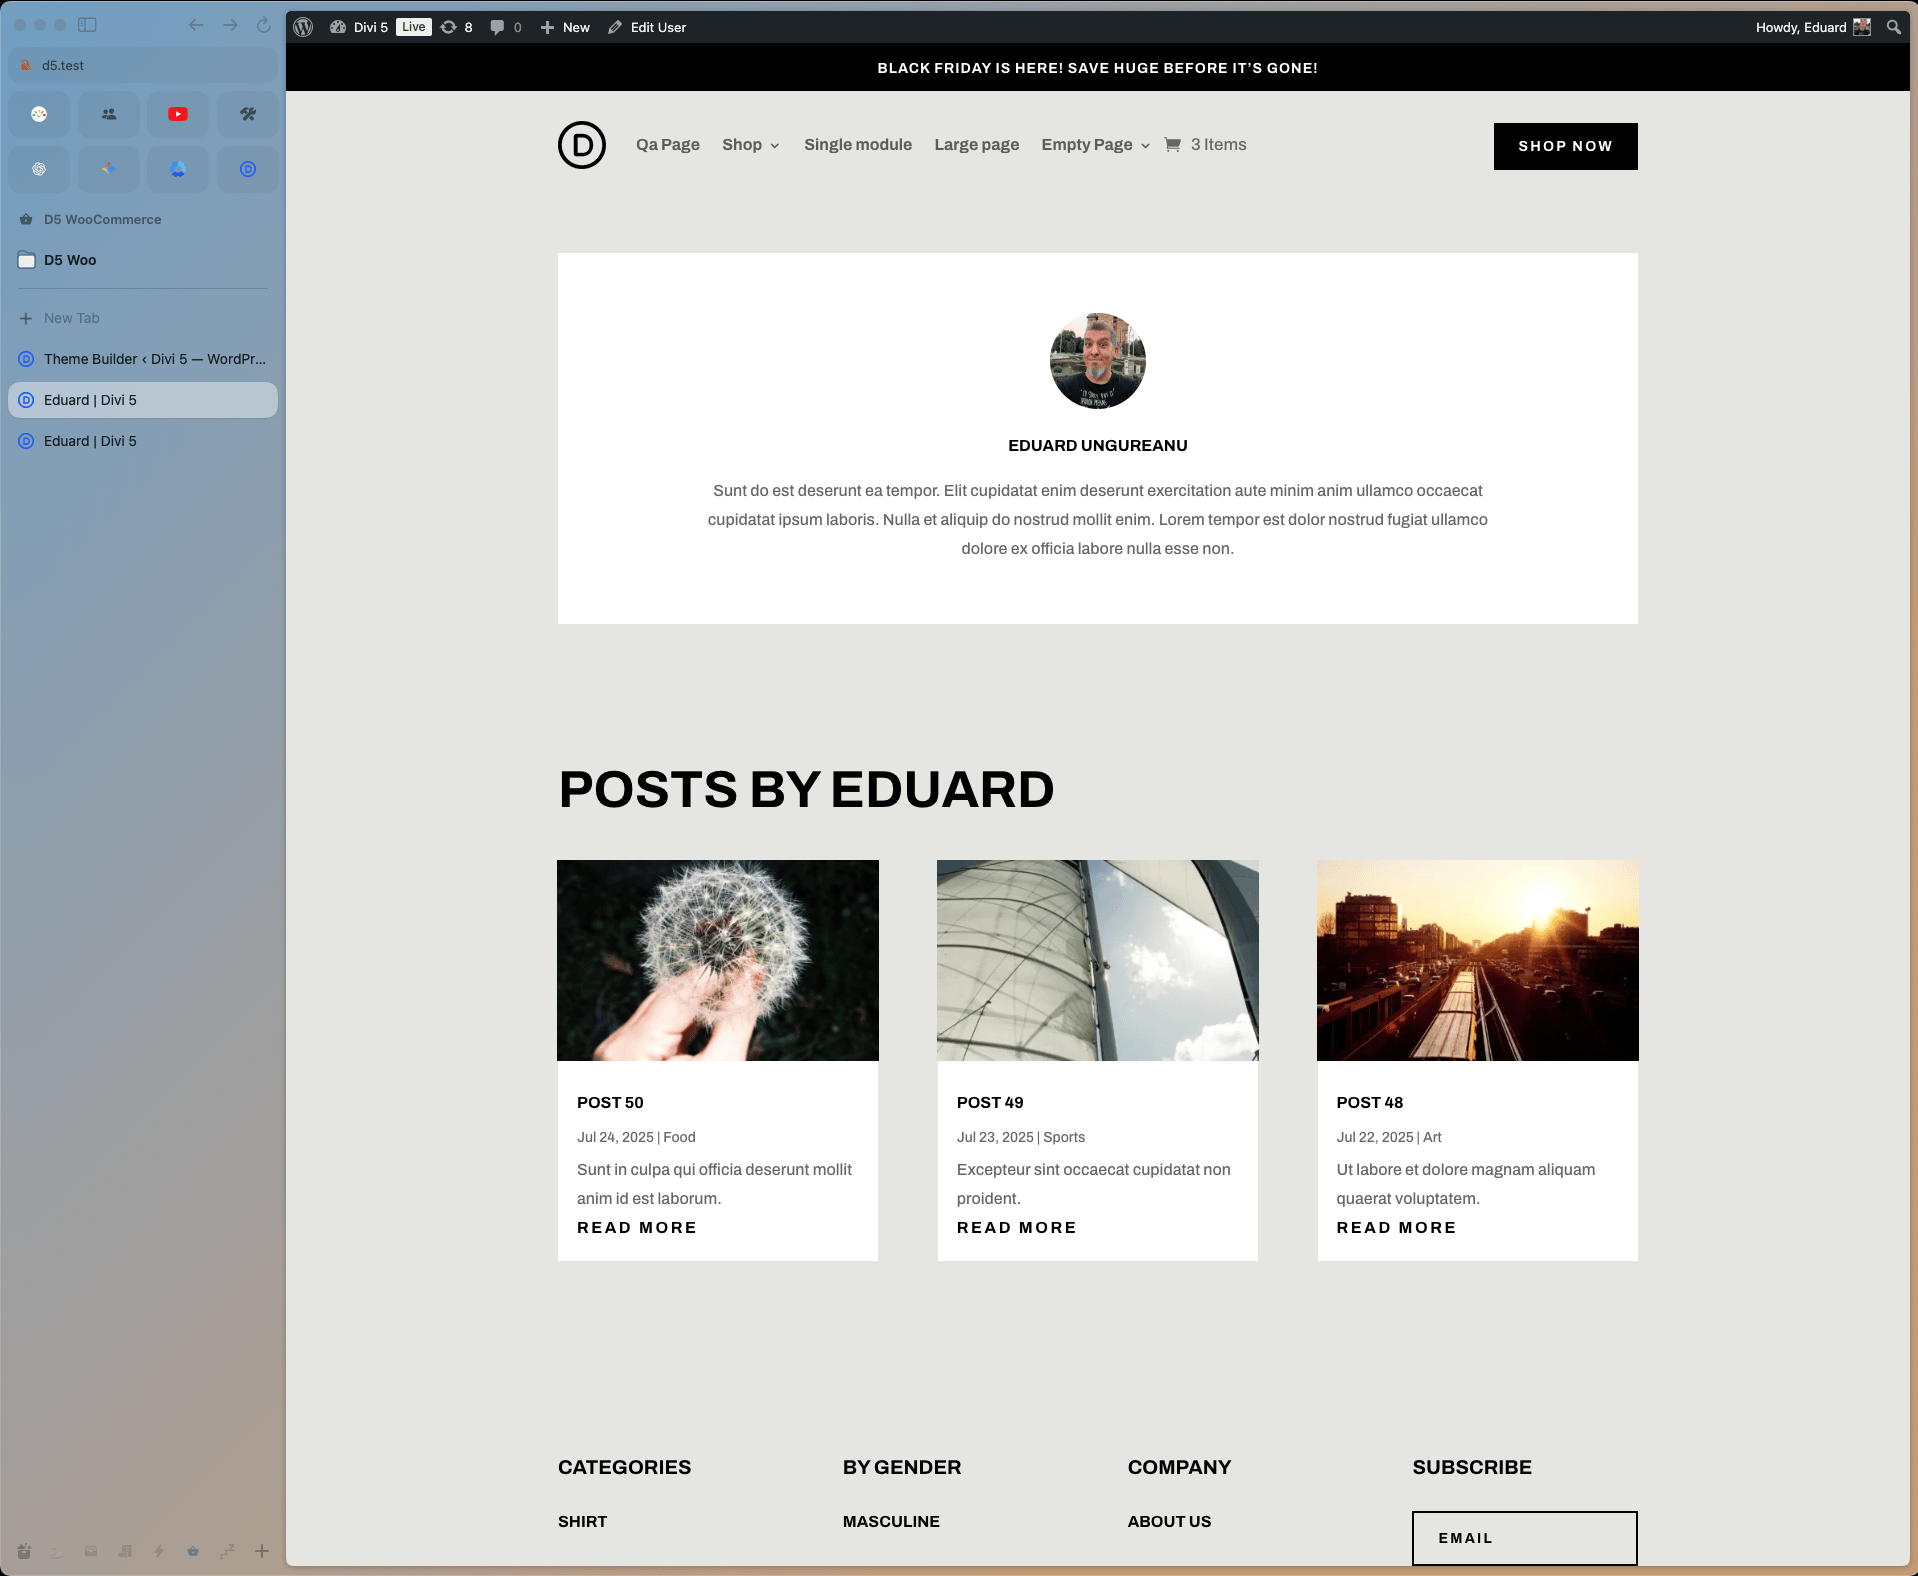 d5.test
D5 WooCommerce
D5 Woo
New Tab
Theme Builder ‹ Divi 5 — WordPr...
Eduard | Divi 5
Eduard | Divi 5
Divi 5 Live 8 0 New Edit User
Howdy, Eduard
BLACK FRIDAY IS HERE! SAVE HUGE BEFORE IT’S GONE!
D Qa Page Shop Single module Large page Empty Page 3 Items
SHOP NOW
EDUARD UNGUREANU
Sunt do est deserunt ea tempor. Elit cupidatat enim deserunt exercitation aute minim anim ullamco occaecat
cupidatat ipsum laboris. Nulla et aliquip do nostrud mollit enim. Lorem tempor est dolor nostrud fugiat ullamco
dolore ex officia labore nulla esse non.
POSTS BY EDUARD
POST 50
Jul 24, 2025 | Food
Sunt in culpa qui officia deserunt mollit
anim id est laborum.
READ MORE
POST 49
Jul 23, 2025 | Sports
Excepteur sint occaecat cupidatat non
proident.
READ MORE
POST 48
Jul 22, 2025 | Art
Ut labore et dolore magnam aliquam
quaerat voluptatem.
READ MORE
CATEGORIES
SHIRT
BY GENDER
MASCULINE
COMPANY
ABOUT US
SUBSCRIBE
EMAIL